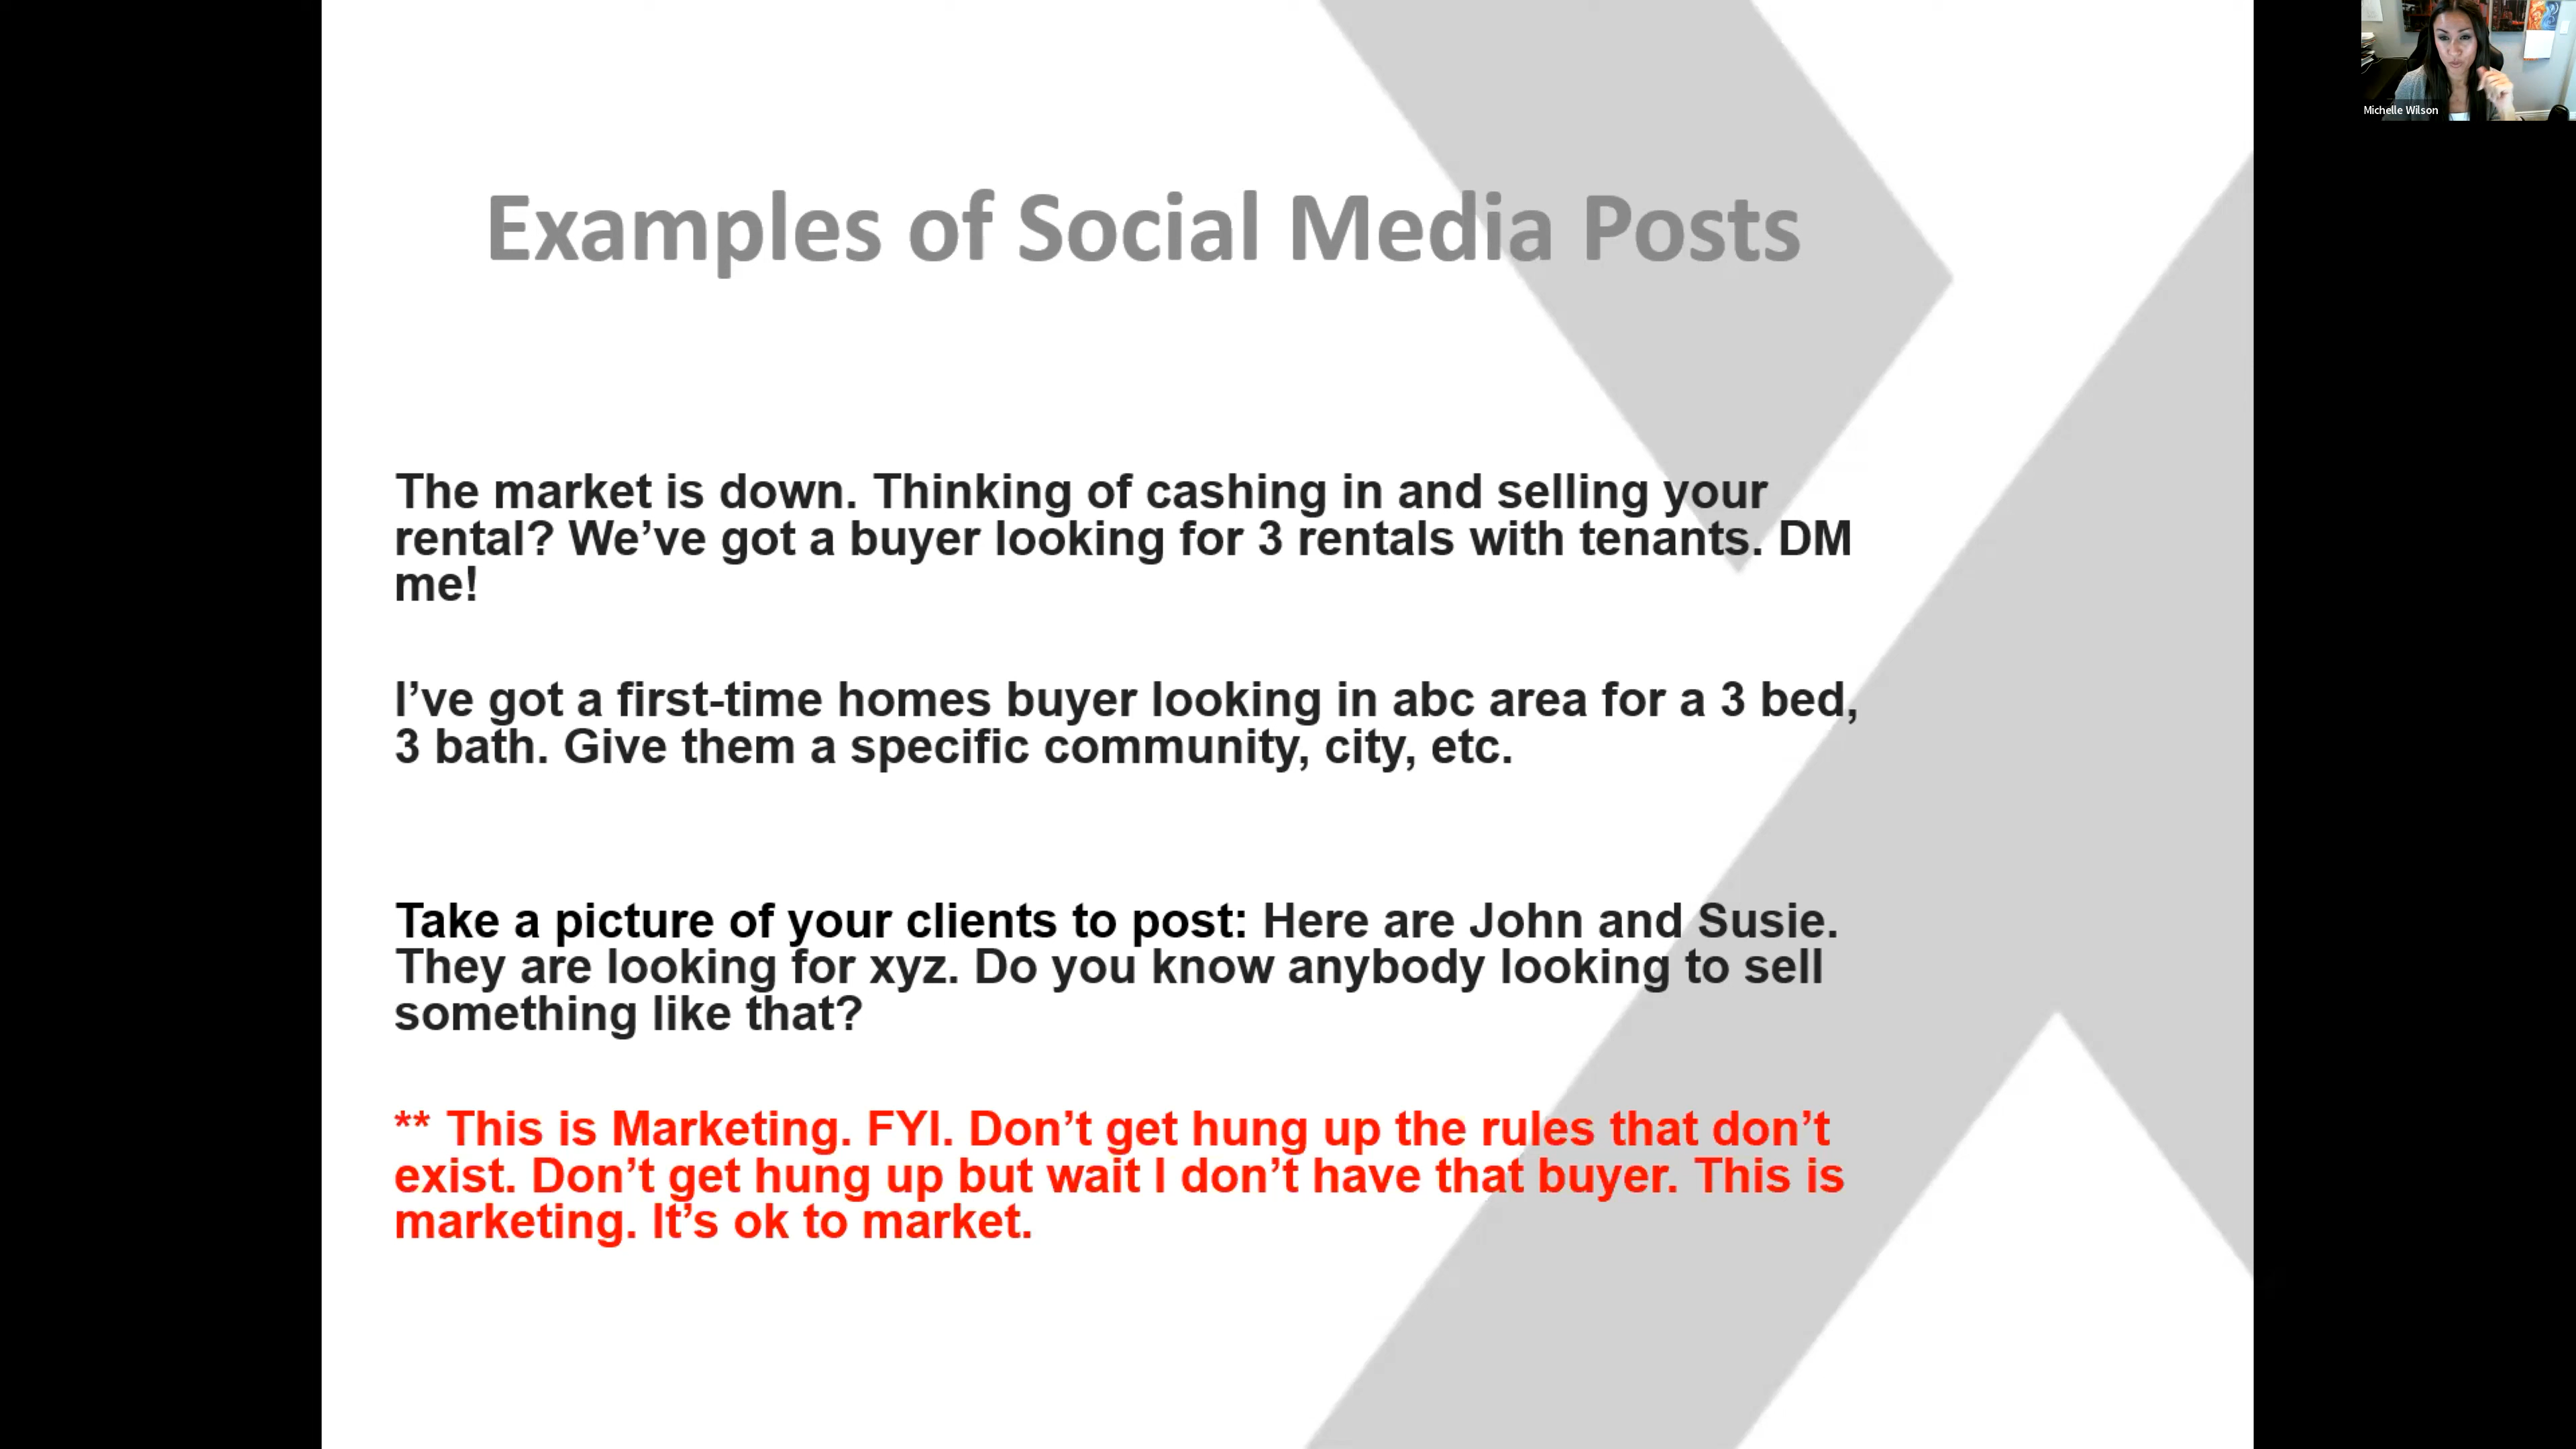 Michelle Wilson
Examples of Social Media Posts
The market is down. Thinking of cashing in and selling your
rental? We’ve got a buyer looking for 3 rentals with tenants. DM
me!
I’ve got a first-time homes buyer looking in abc area for a 3 bed,
3 bath. Give them a specific community, city, etc.
Take a picture of your clients to post: Here are John and Susie.
They are looking for xyz. Do you know anybody looking to sell
something like that?
** This is Marketing. FYI. Don’t get hung up the rules that don’t
exist. Don’t get hung up but wait I don’t have that buyer. This is
marketing. It’s ok to market.